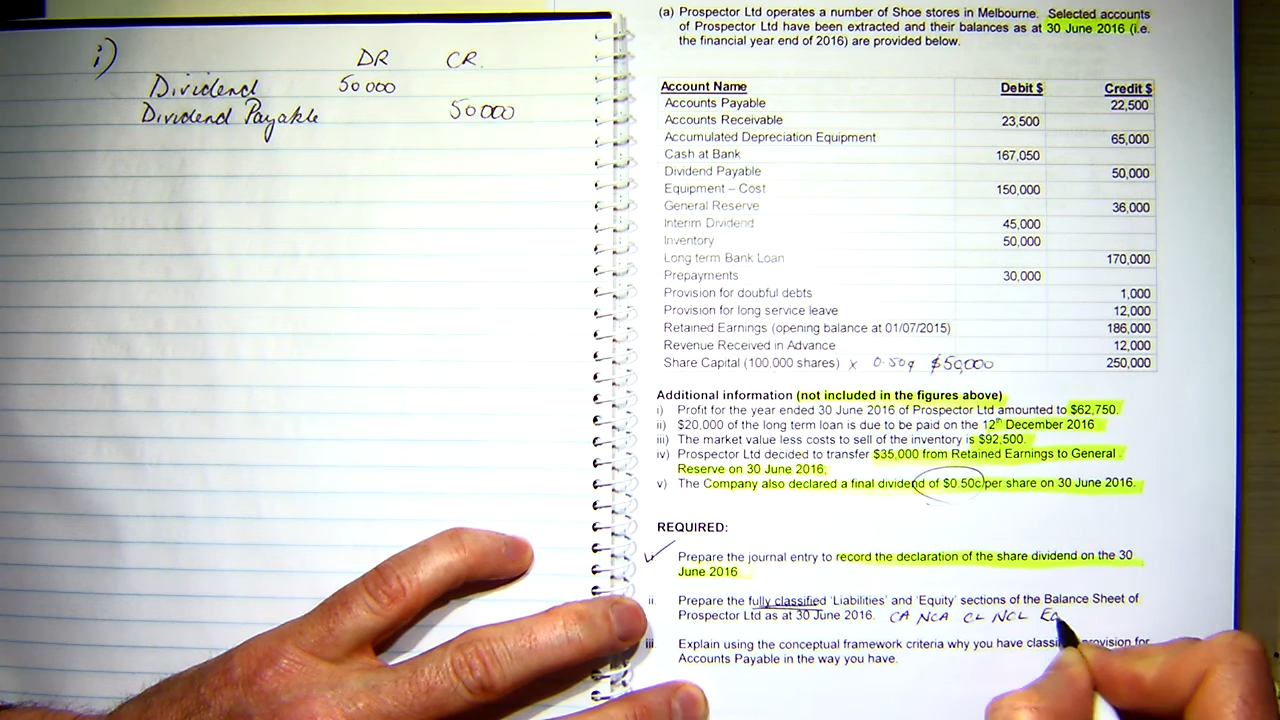 i)
DR CR.
Dividend 50 000
Dividend Payable 50 000
(a) Prospector Ltd operates a number of Shoe stores in Melbourne. Selected accounts
of Prospector Ltd have been extracted and their balances as at 30 June 2016 (i.e.
the financial year end of 2016) are provided below.
Account Name Debit $ Credit $
Accounts Payable 22,500
Accounts Receivable 23,500
Accumulated Depreciation Equipment 65,000
Cash at Bank 167,050
Dividend Payable 50,000
Equipment – Cost 150,000
General Reserve 36,000
Interim Dividend 45,000
Inventory 50,000
Long term Bank Loan 170,000
Prepayments 30,000
Provision for doubful debts 1,000
Provision for long service leave 12,000
Retained Earnings (opening balance at 01/07/2015) 186,000
Revenue Received in Advance 12,000
Share Capital (100,000 shares) x 0.50¢ $50,000 250,000
Additional information (not included in the figures above)
i) Profit for the year ended 30 June 2016 of Prospector Ltd amounted to $62,750.
ii) $20,000 of the long term loan is due to be paid on the 12th December 2016
iii) The market value less costs to sell of the inventory is $92,500.
iv) Prospector Ltd decided to transfer $35,000 from Retained Earnings to General
Reserve on 30 June 2016.
v) The Company also declared a final dividend of $0.50c per share on 30 June 2016.
REQUIRED:
i. Prepare the journal entry to record the declaration of the share dividend on the 30
June 2016
ii. Prepare the fully classified 'Liabilities' and 'Equity' sections of the Balance Sheet of
Prospector Ltd as at 30 June 2016. CA NCA CL NCL
iii. Explain using the conceptual framework criteria why you have provision for
Accounts Payable in the way you have.